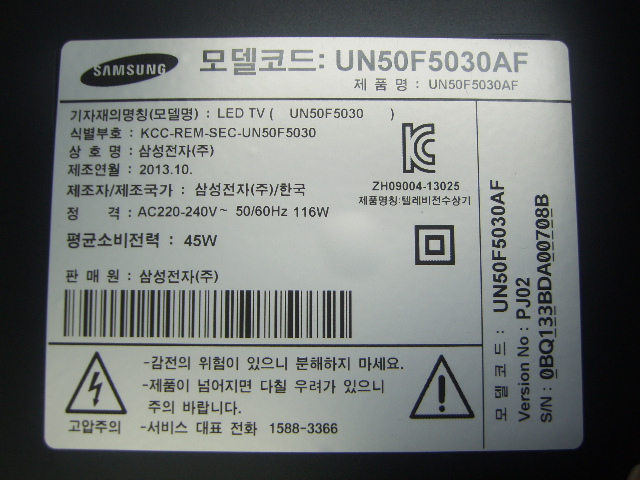 SAMSUNG
모델코드: UN50F5030AF
제 품 명 : UN50F5030AF
기자재의명칭(모델명) : LED TV ( UN50F5030 )
식별부호 : KCC-REM-SEC-UN50F5030
상 호 명 : 삼성전자(주)
제조연월 : 2013.10.
제조자/제조국가 : 삼성전자(주)/한국
정 격 : AC220-240V~ 50/60Hz 116W
평균소비전력 : 45W
판 매 원 : 삼성전자(주)
ZH09004-13025
제품명칭:텔레비전수상기
-감전의 위험이 있으니 분해하지 마세요.
-제품이 넘어지면 다칠 우려가 있으니
주의 바랍니다.
-서비스 대표 전화 1588-3366
고압주의
모 델 코 드 : UN50F5030AF
Version No : PJ02
S/N : 0BQ133BDA00708B